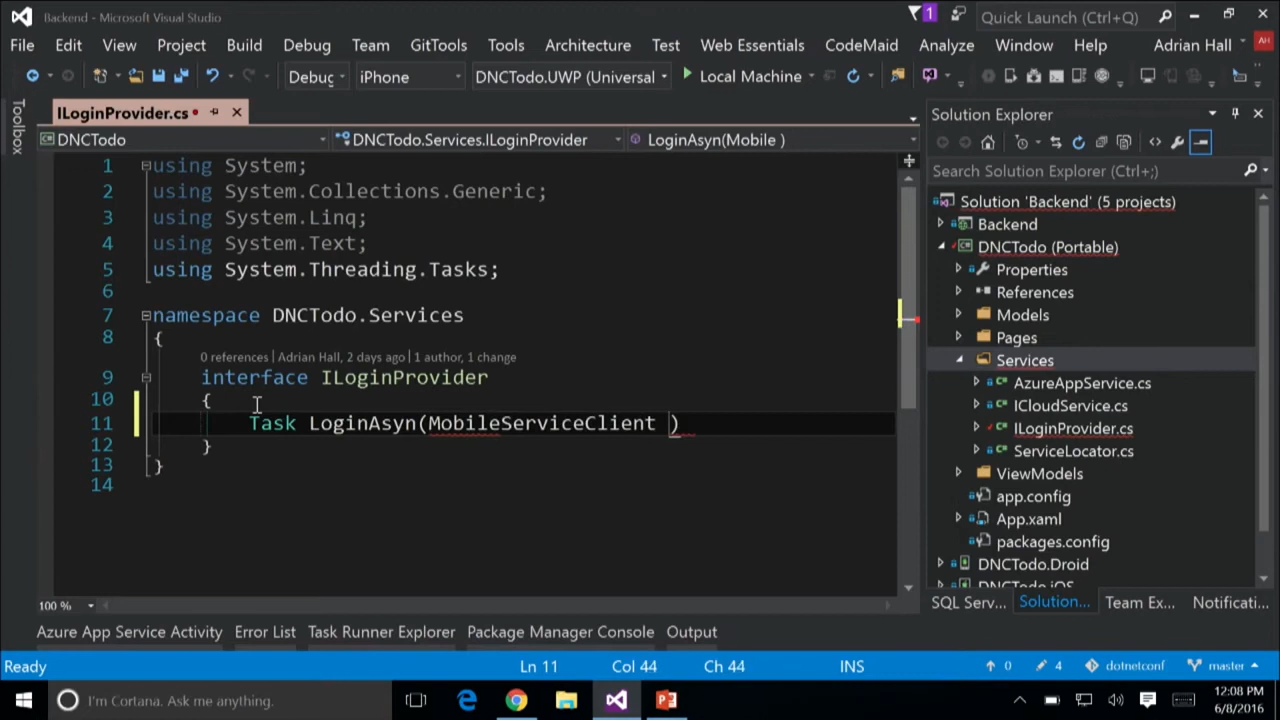 Backend - Microsoft Visual Studio
1
Quick Launch (Ctrl+Q)
File Edit View Project Build Debug Team GitTools Tools Architecture Test Web Essentials CodeMaid Analyze Window Help Adrian Hall AH
Debug iPhone DNCTodo.UWP (Universal Local Machine
Toolbox
ILoginProvider.cs
DNCTodo DNCTodo.Services.ILoginProvider LoginAsyn(Mobile )
1 using System;
2 using System.Collections.Generic;
3 using System.Linq;
4 using System.Text;
5 using System.Threading.Tasks;
6
7 namespace DNCTodo.Services
8 {
0 references | Adrian Hall, 2 days ago | 1 author, 1 change
9 interface ILoginProvider
10 {
11 Task LoginAsyn(MobileServiceClient )
12 }
13 }
14
100 %
Solution Explorer
Search Solution Explorer (Ctrl+;)
Solution 'Backend' (5 projects)
Backend
DNCTodo (Portable)
Properties
References
Models
Pages
Services
AzureAppService.cs
ICloudService.cs
ILoginProvider.cs
ServiceLocator.cs
ViewModels
app.config
App.xaml
packages.config
DNCTodo.Droid
DNCTodo.iOS
SQL Serv... Solution... Team Ex... Notificati...
Azure App Service Activity Error List Task Runner Explorer Package Manager Console Output
Ready Ln 11 Col 44 Ch 44 INS 0 4 dotnetconf master
I'm Cortana. Ask me anything.
12:08 PM
6/8/2016